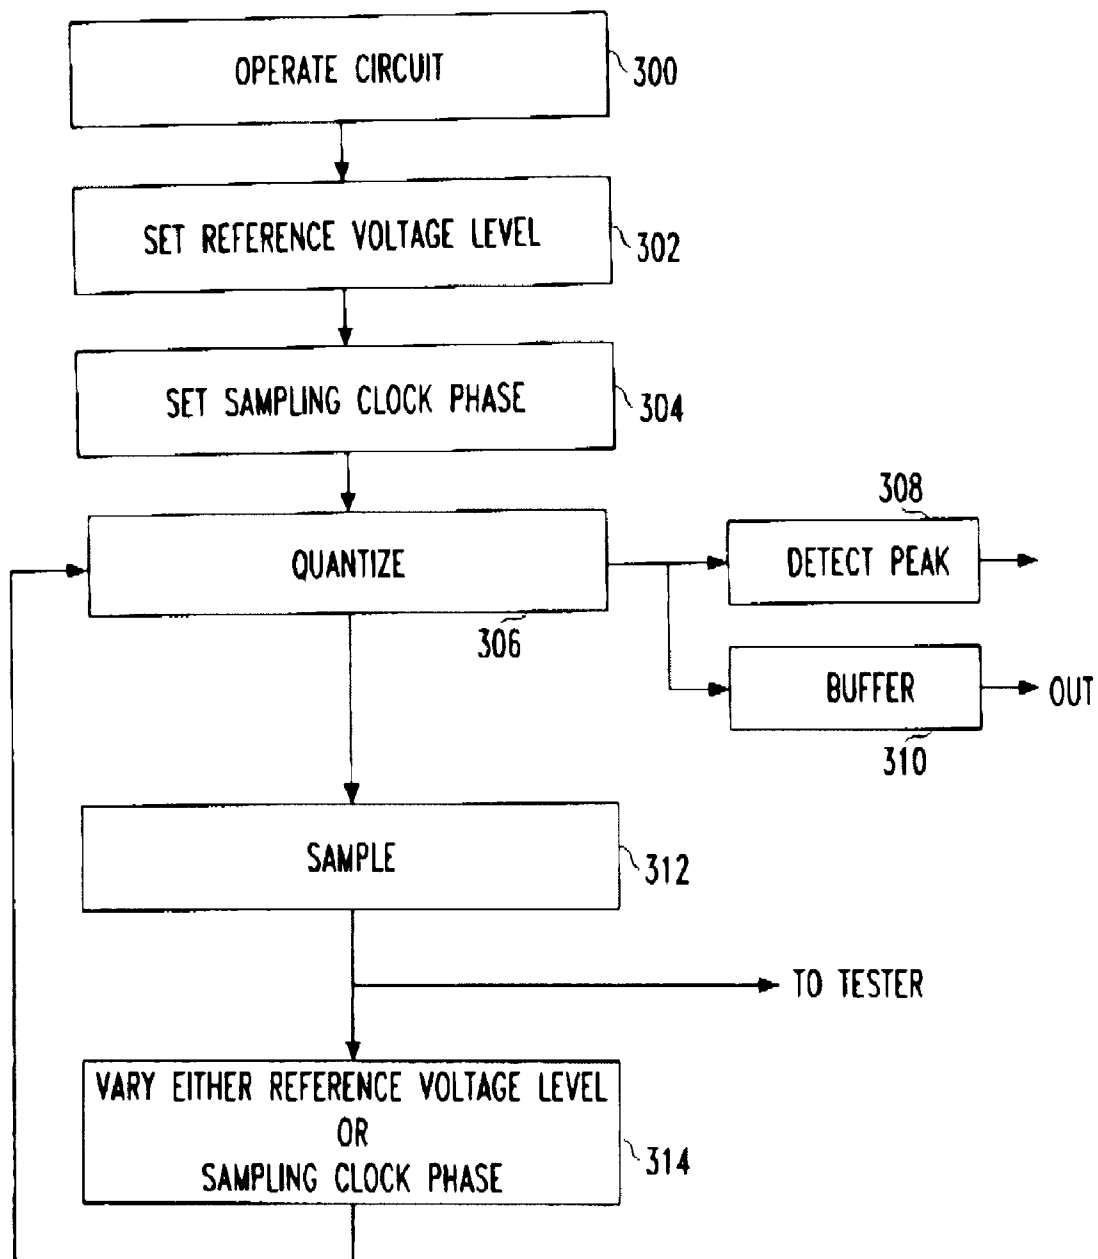 OPERATE CIRCUIT
300
SET REFERENCE VOLTAGE LEVEL
302
SET SAMPLING CLOCK PHASE
304
QUANTIZE
306
308
DETECT PEAK
BUFFER
OUT
310
SAMPLE
312
TO TESTER
VARY EITHER REFERENCE VOLTAGE LEVEL
OR
SAMPLING CLOCK PHASE
314